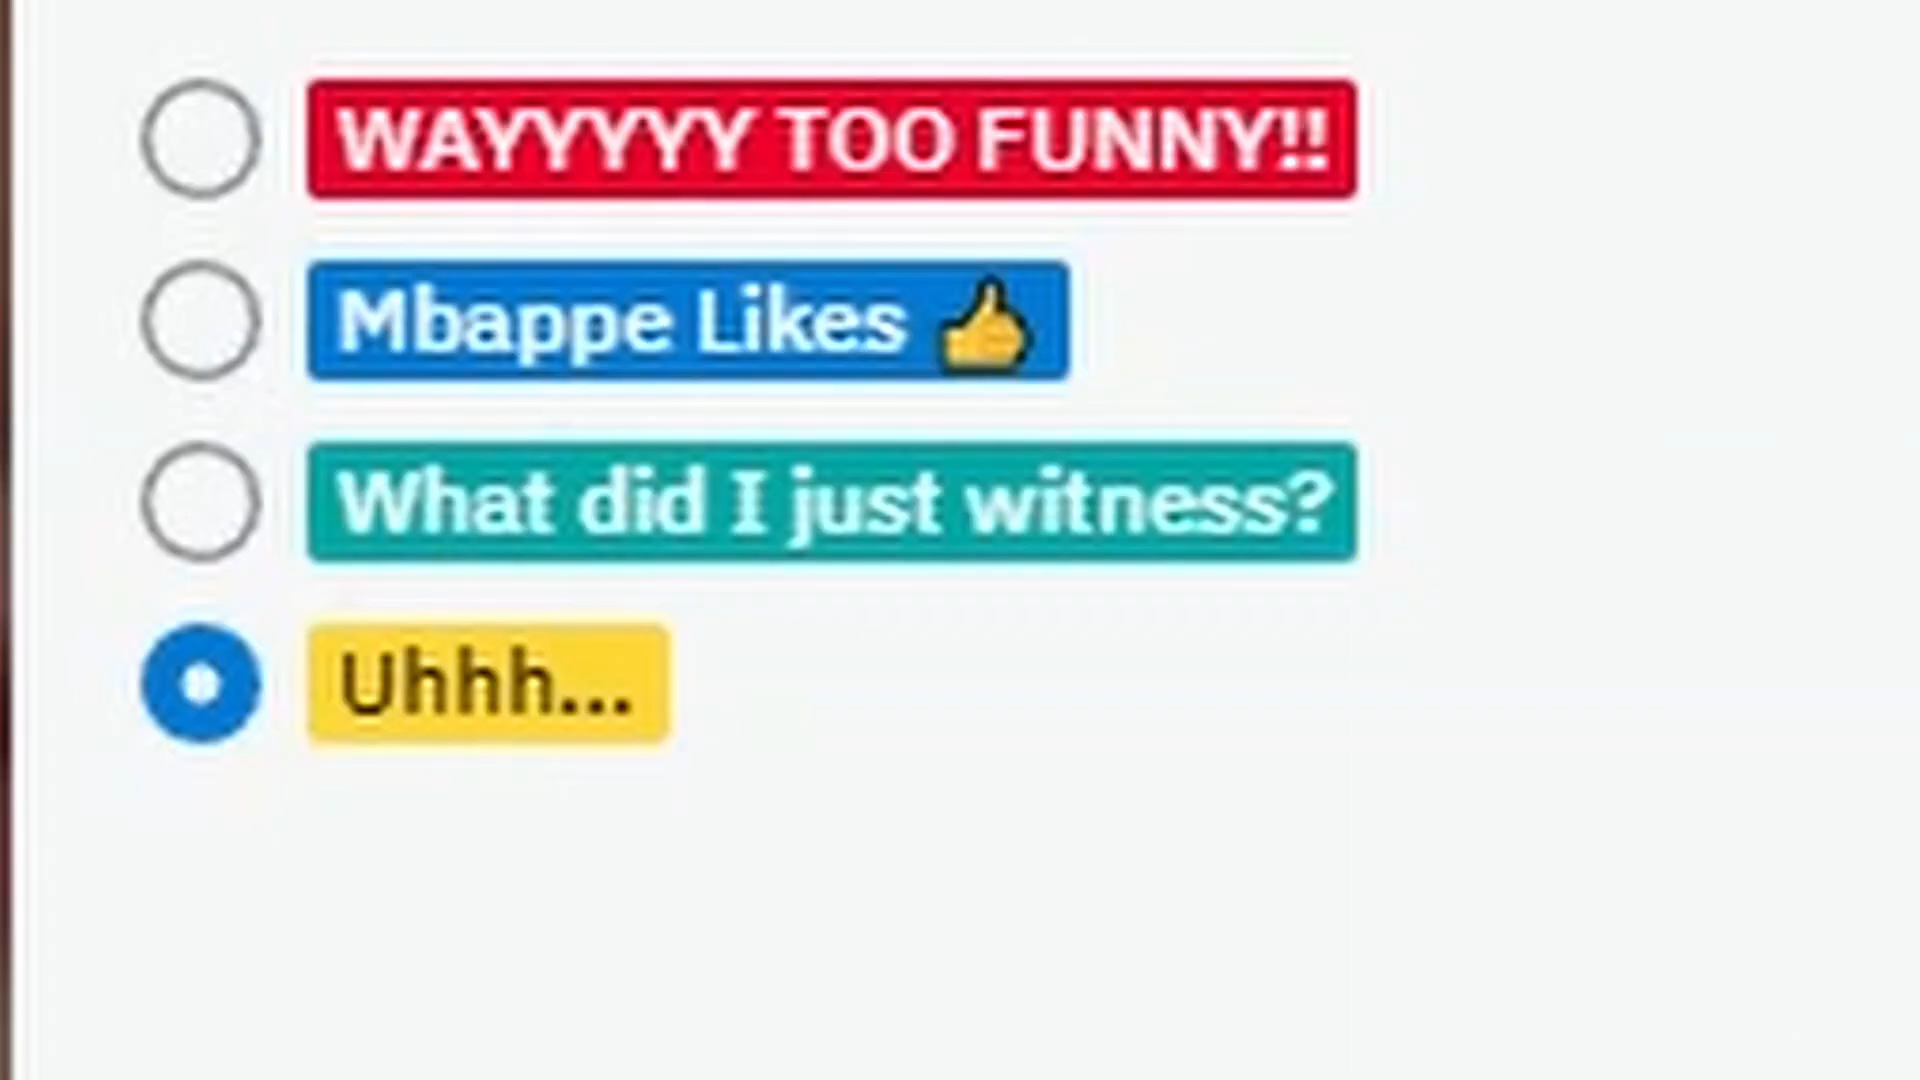 WAYYYYY TOO FUNNY!!
Mbappe Likes 👍
What did I just witness?
Uhhh...